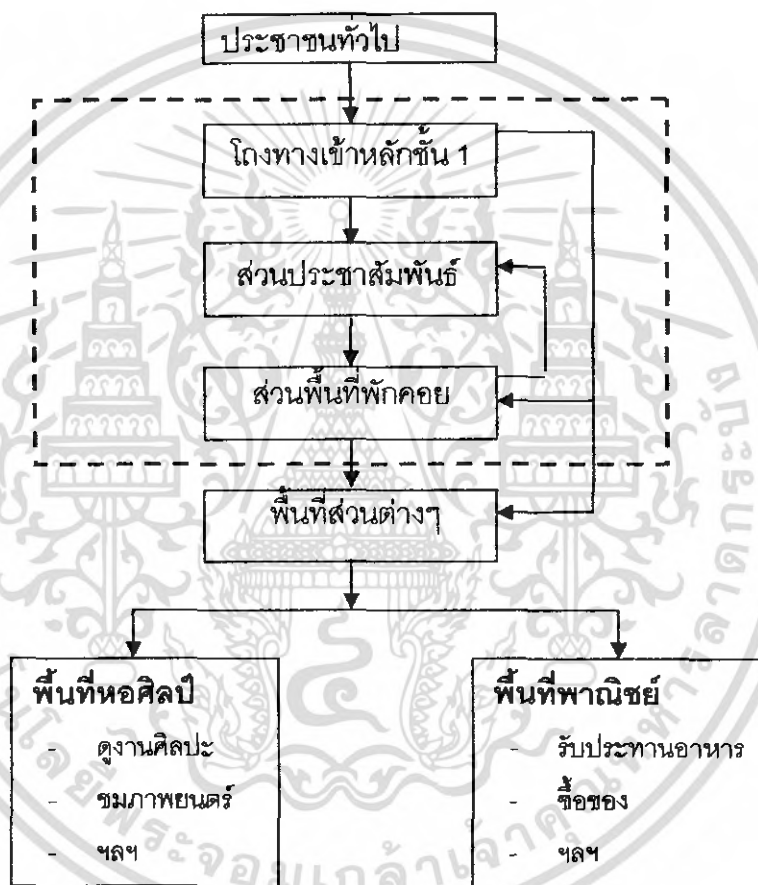 ประชาชนทั่วไป
โถงทางเข้าหลักชั้น 1
ส่วนประชาสัมพันธ์
ส่วนพื้นที่พักคอย
พื้นที่ส่วนต่างๆ
พื้นที่หอศิลป์
- ดูงานศิลปะ
- ชมภาพยนตร์
- ฯลฯ
พื้นที่พาณิชย์
- รับประทานอาหาร
- ซื้อของ
- ฯลฯ